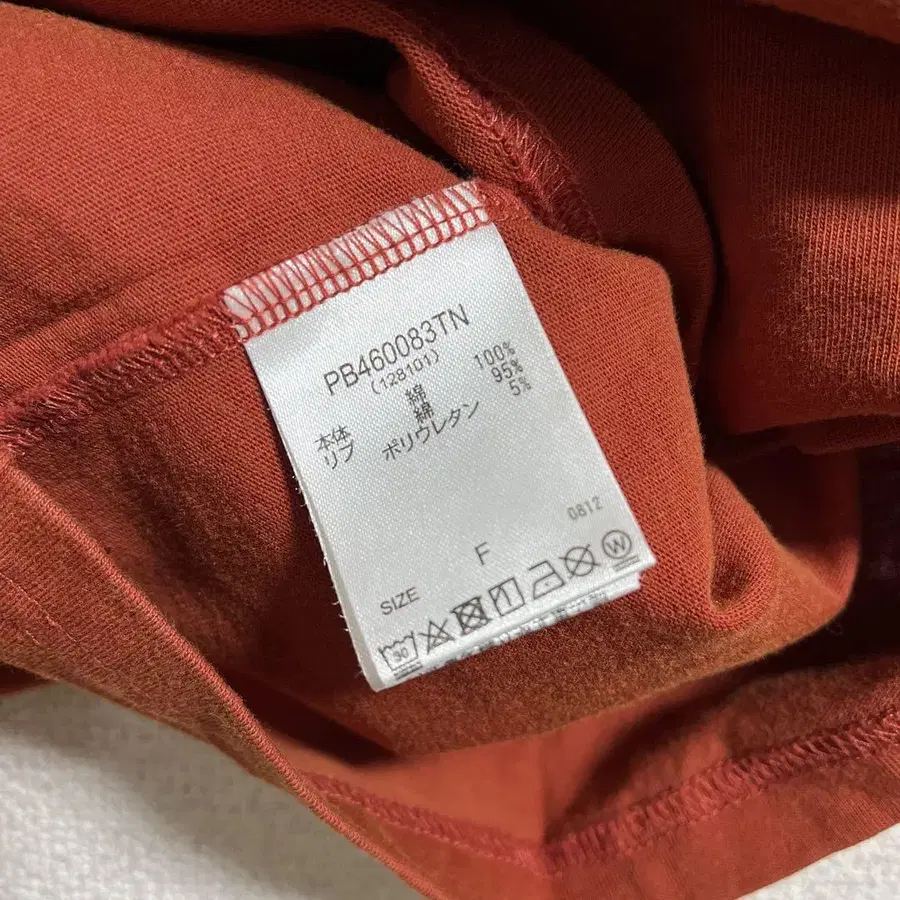 PB460083TN
(128101)
本体 綿 100%
リブ 綿 95%
ポリウレタン 5%
0812
SIZE F
30 W